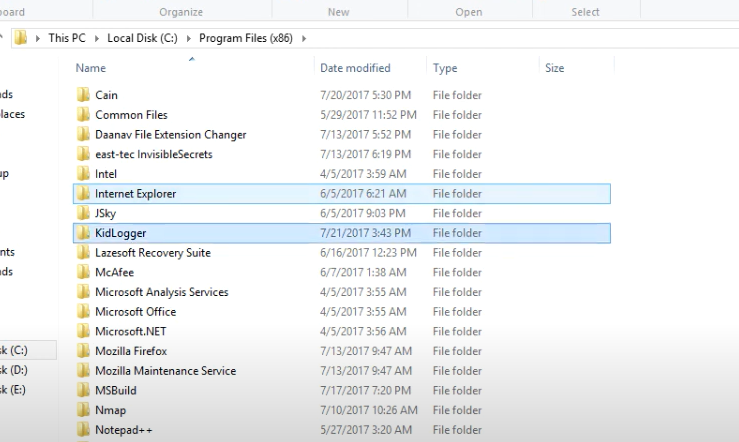 board Organize New Open Select
This PC Local Disk (C:) Program Files (x86)
Name Date modified Type Size
Cain 7/20/2017 5:30 PM File folder
nds Common Files 5/29/2017 11:52 PM File folder
laces Daanav File Extension Changer 7/13/2017 5:52 PM File folder
east-tec InvisibleSecrets 7/13/2017 6:19 PM File folder
up Intel 4/5/2017 3:59 AM File folder
Internet Explorer 6/5/2017 6:21 AM File folder
JSky 6/5/2017 9:03 PM File folder
KidLogger 7/21/2017 3:43 PM File folder
nts Lazesoft Recovery Suite 6/16/2017 12:23 PM File folder
nds McAfee 6/7/2017 1:38 AM File folder
Microsoft Analysis Services 4/5/2017 3:55 AM File folder
Microsoft Office 4/5/2017 3:55 AM File folder
Microsoft.NET 4/5/2017 3:56 AM File folder
sk (C:) Mozilla Firefox 7/13/2017 9:47 AM File folder
sk (D:) Mozilla Maintenance Service 7/13/2017 9:47 AM File folder
sk (E:) MSBuild 7/17/2017 7:20 PM File folder
Nmap 7/10/2017 10:26 AM File folder
Notepad++ 5/27/2017 3:20 AM File folder